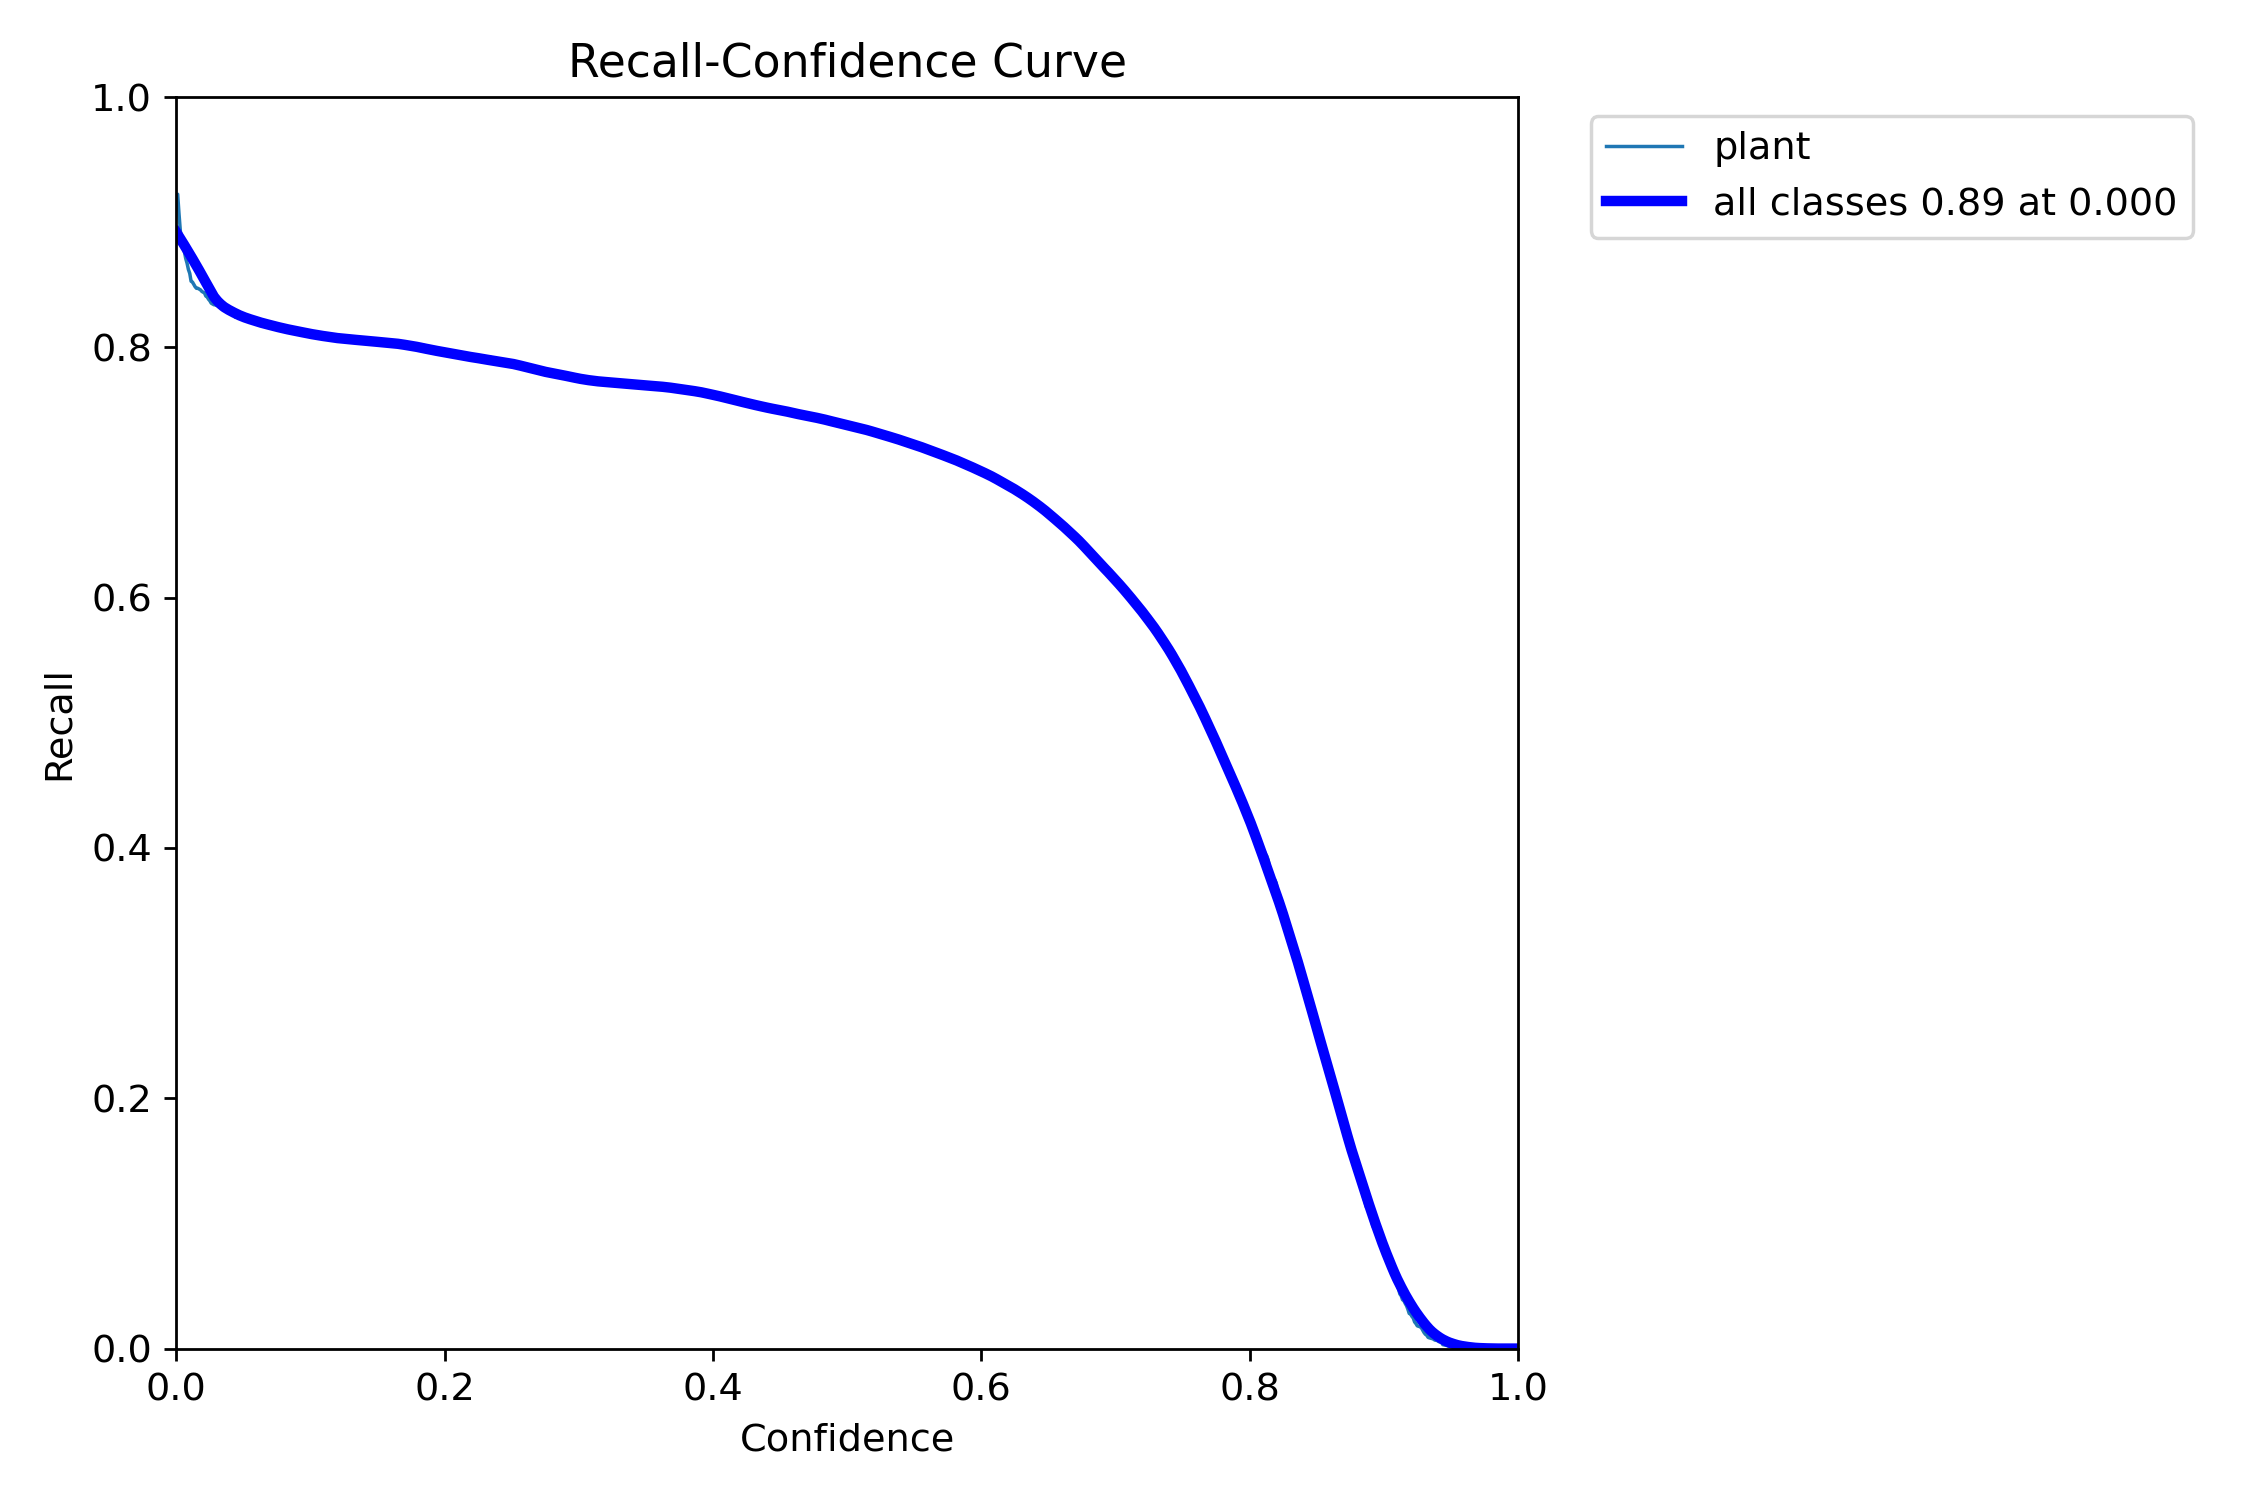 Recall-Confidence Curve
1.0
0.8
0.6
0.4
0.2
0.0
Recall
0.0 0.2 0.4 0.6 0.8 1.0
Confidence
plant
all classes 0.89 at 0.000